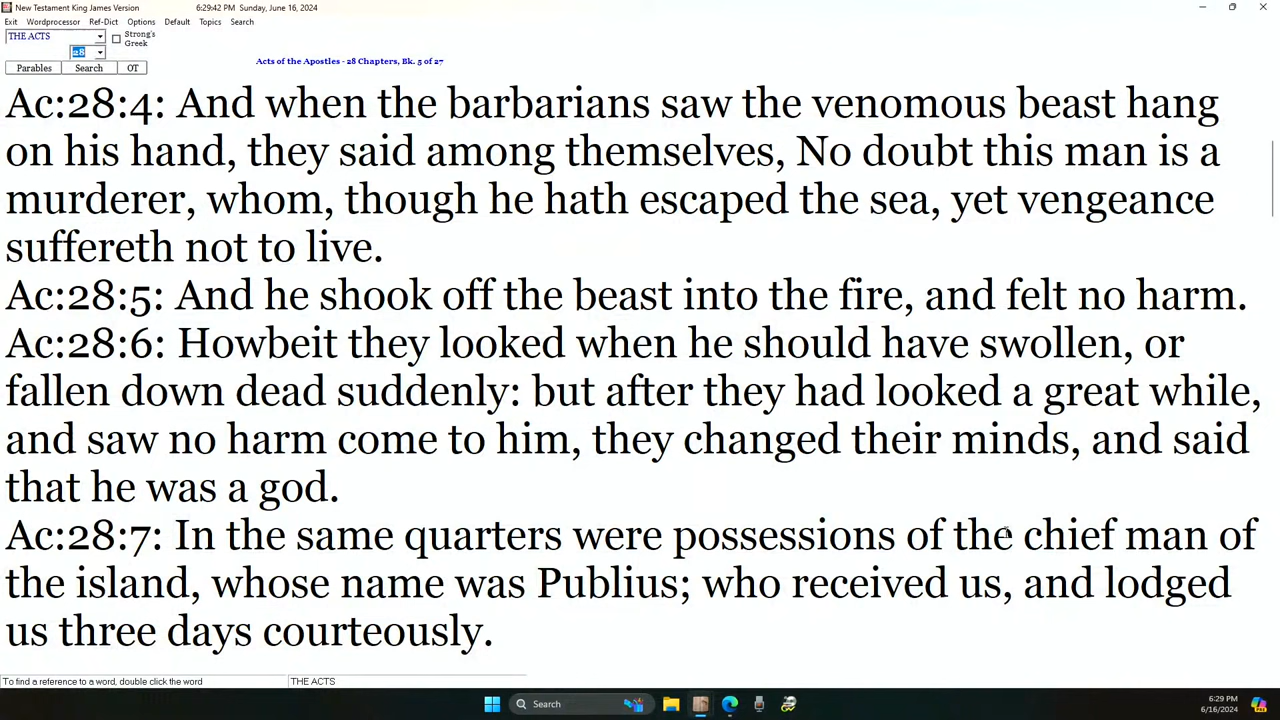 New Testament King James Version 6:29:42 PM Sunday, June 16, 2024
Exit Wordprocessor Ref-Dict Options Default Topics Search
THE ACTS
Strong's
Greek
28
Parables Search OT
Acts of the Apostles - 28 Chapters, Bk. 5 of 27
Ac:28:4: And when the barbarians saw the venomous beast hang
on his hand, they said among themselves, No doubt this man is a
murderer, whom, though he hath escaped the sea, yet vengeance
suffereth not to live.
Ac:28:5: And he shook off the beast into the fire, and felt no harm.
Ac:28:6: Howbeit they looked when he should have swollen, or
fallen down dead suddenly: but after they had looked a great while,
and saw no harm come to him, they changed their minds, and said
that he was a god.
Ac:28:7: In the same quarters were possessions of the chief man of
the island, whose name was Publius; who received us, and lodged
us three days courteously.
To find a reference to a word, double click the word THE ACTS
Search
6:29 PM
6/16/2024